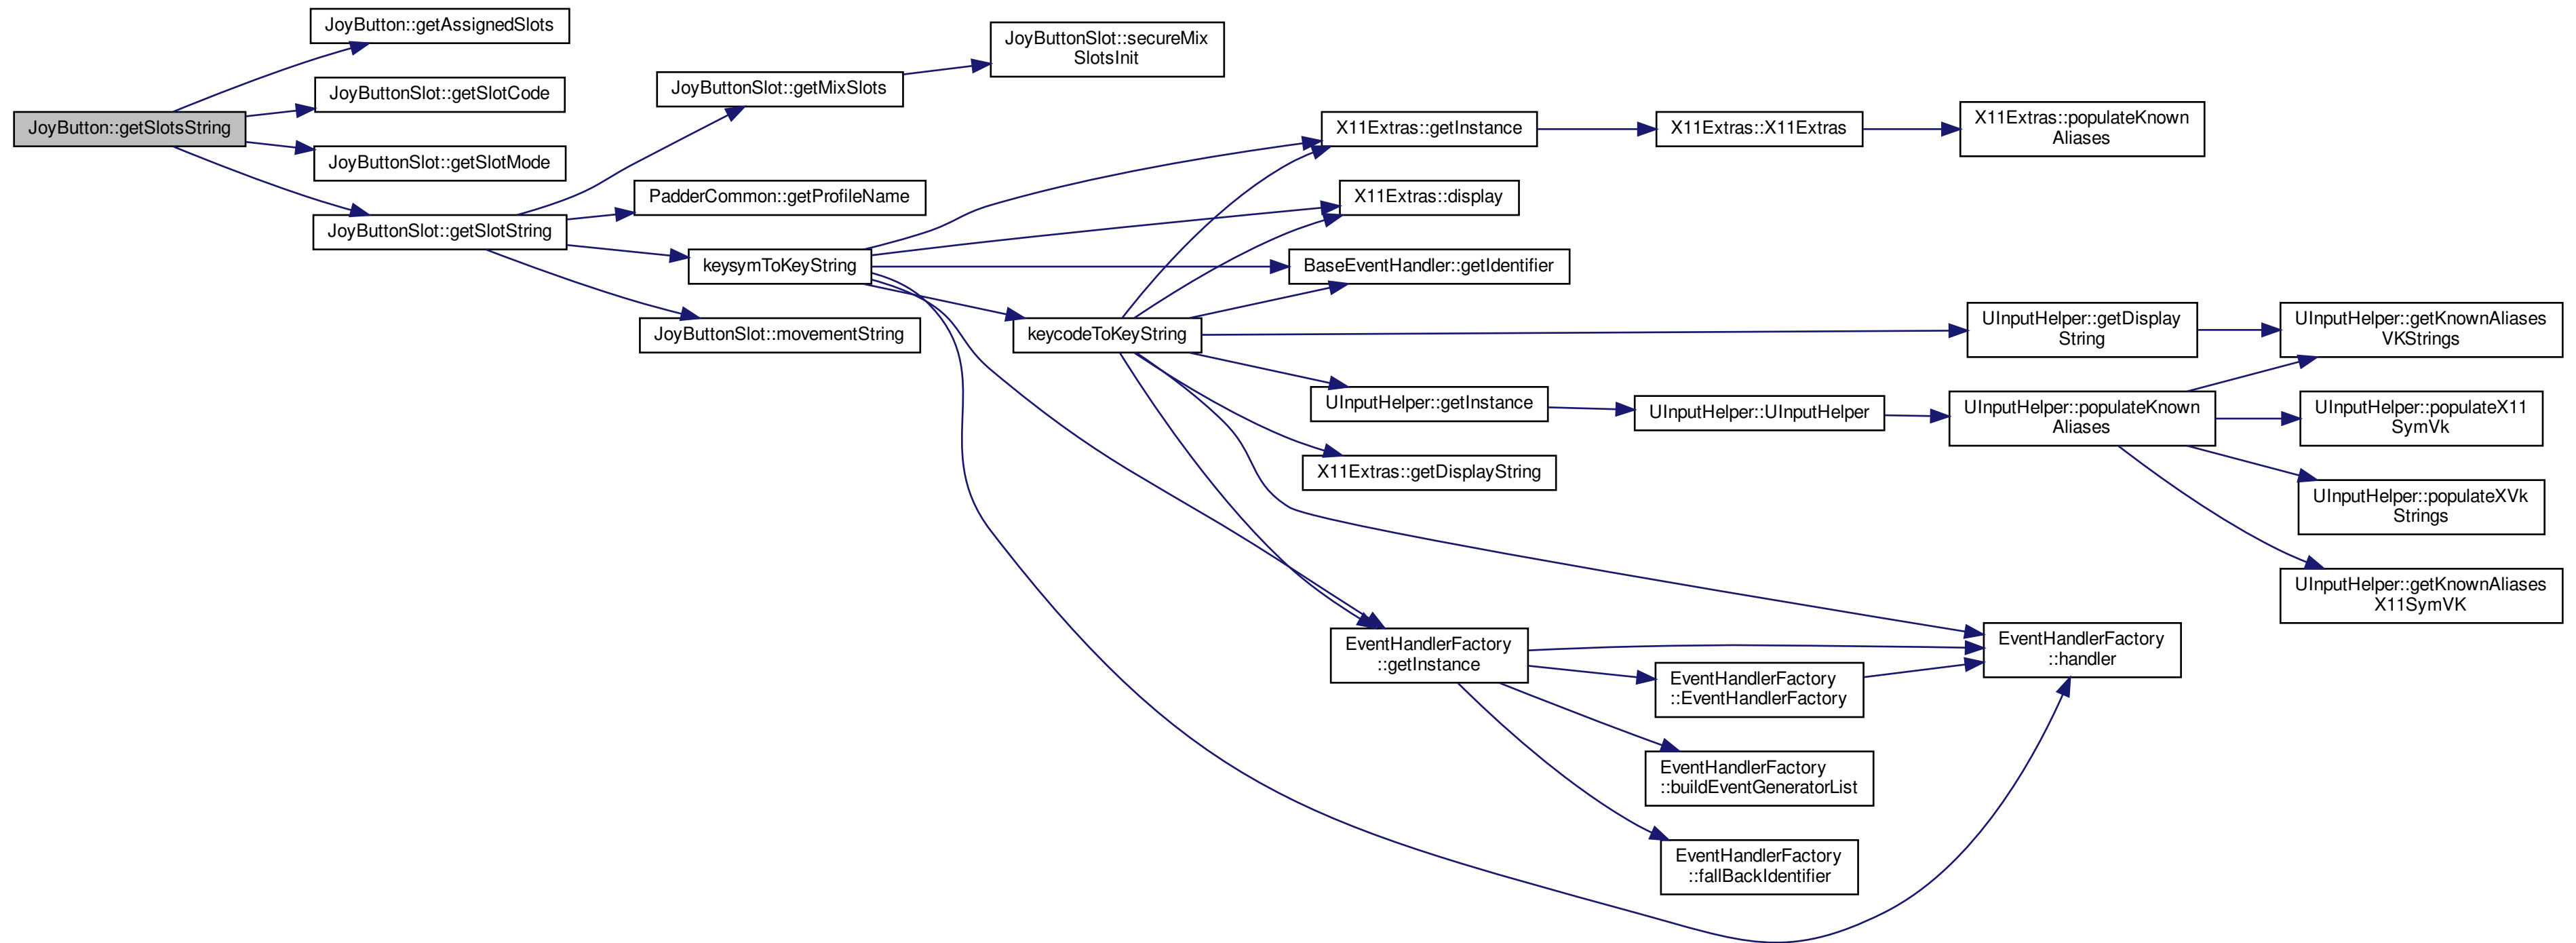 JoyButton::getAssignedSlots
JoyButtonSlot::secureMix
SlotsInit
JoyButtonSlot::getSlotCode
JoyButtonSlot::getMixSlots
JoyButton::getSlotsString
X11Extras::getInstance
X11Extras::X11Extras
X11Extras::populateKnown
Aliases
JoyButtonSlot::getSlotMode
PadderCommon::getProfileName
X11Extras::display
JoyButtonSlot::getSlotString
keysymToKeyString
BaseEventHandler::getIdentifier
JoyButtonSlot::movementString
keycodeToKeyString
UInputHelper::getDisplay
String
UInputHelper::getKnownAliases
VKStrings
UInputHelper::getInstance
UInputHelper::UInputHelper
UInputHelper::populateKnown
Aliases
UInputHelper::populateX11
SymVk
X11Extras::getDisplayString
UInputHelper::populateXVk
Strings
UInputHelper::getKnownAliases
X11SymVK
EventHandlerFactory
::getInstance
EventHandlerFactory
::handler
EventHandlerFactory
::EventHandlerFactory
EventHandlerFactory
::buildEventGeneratorList
EventHandlerFactory
::fallBackIdentifier